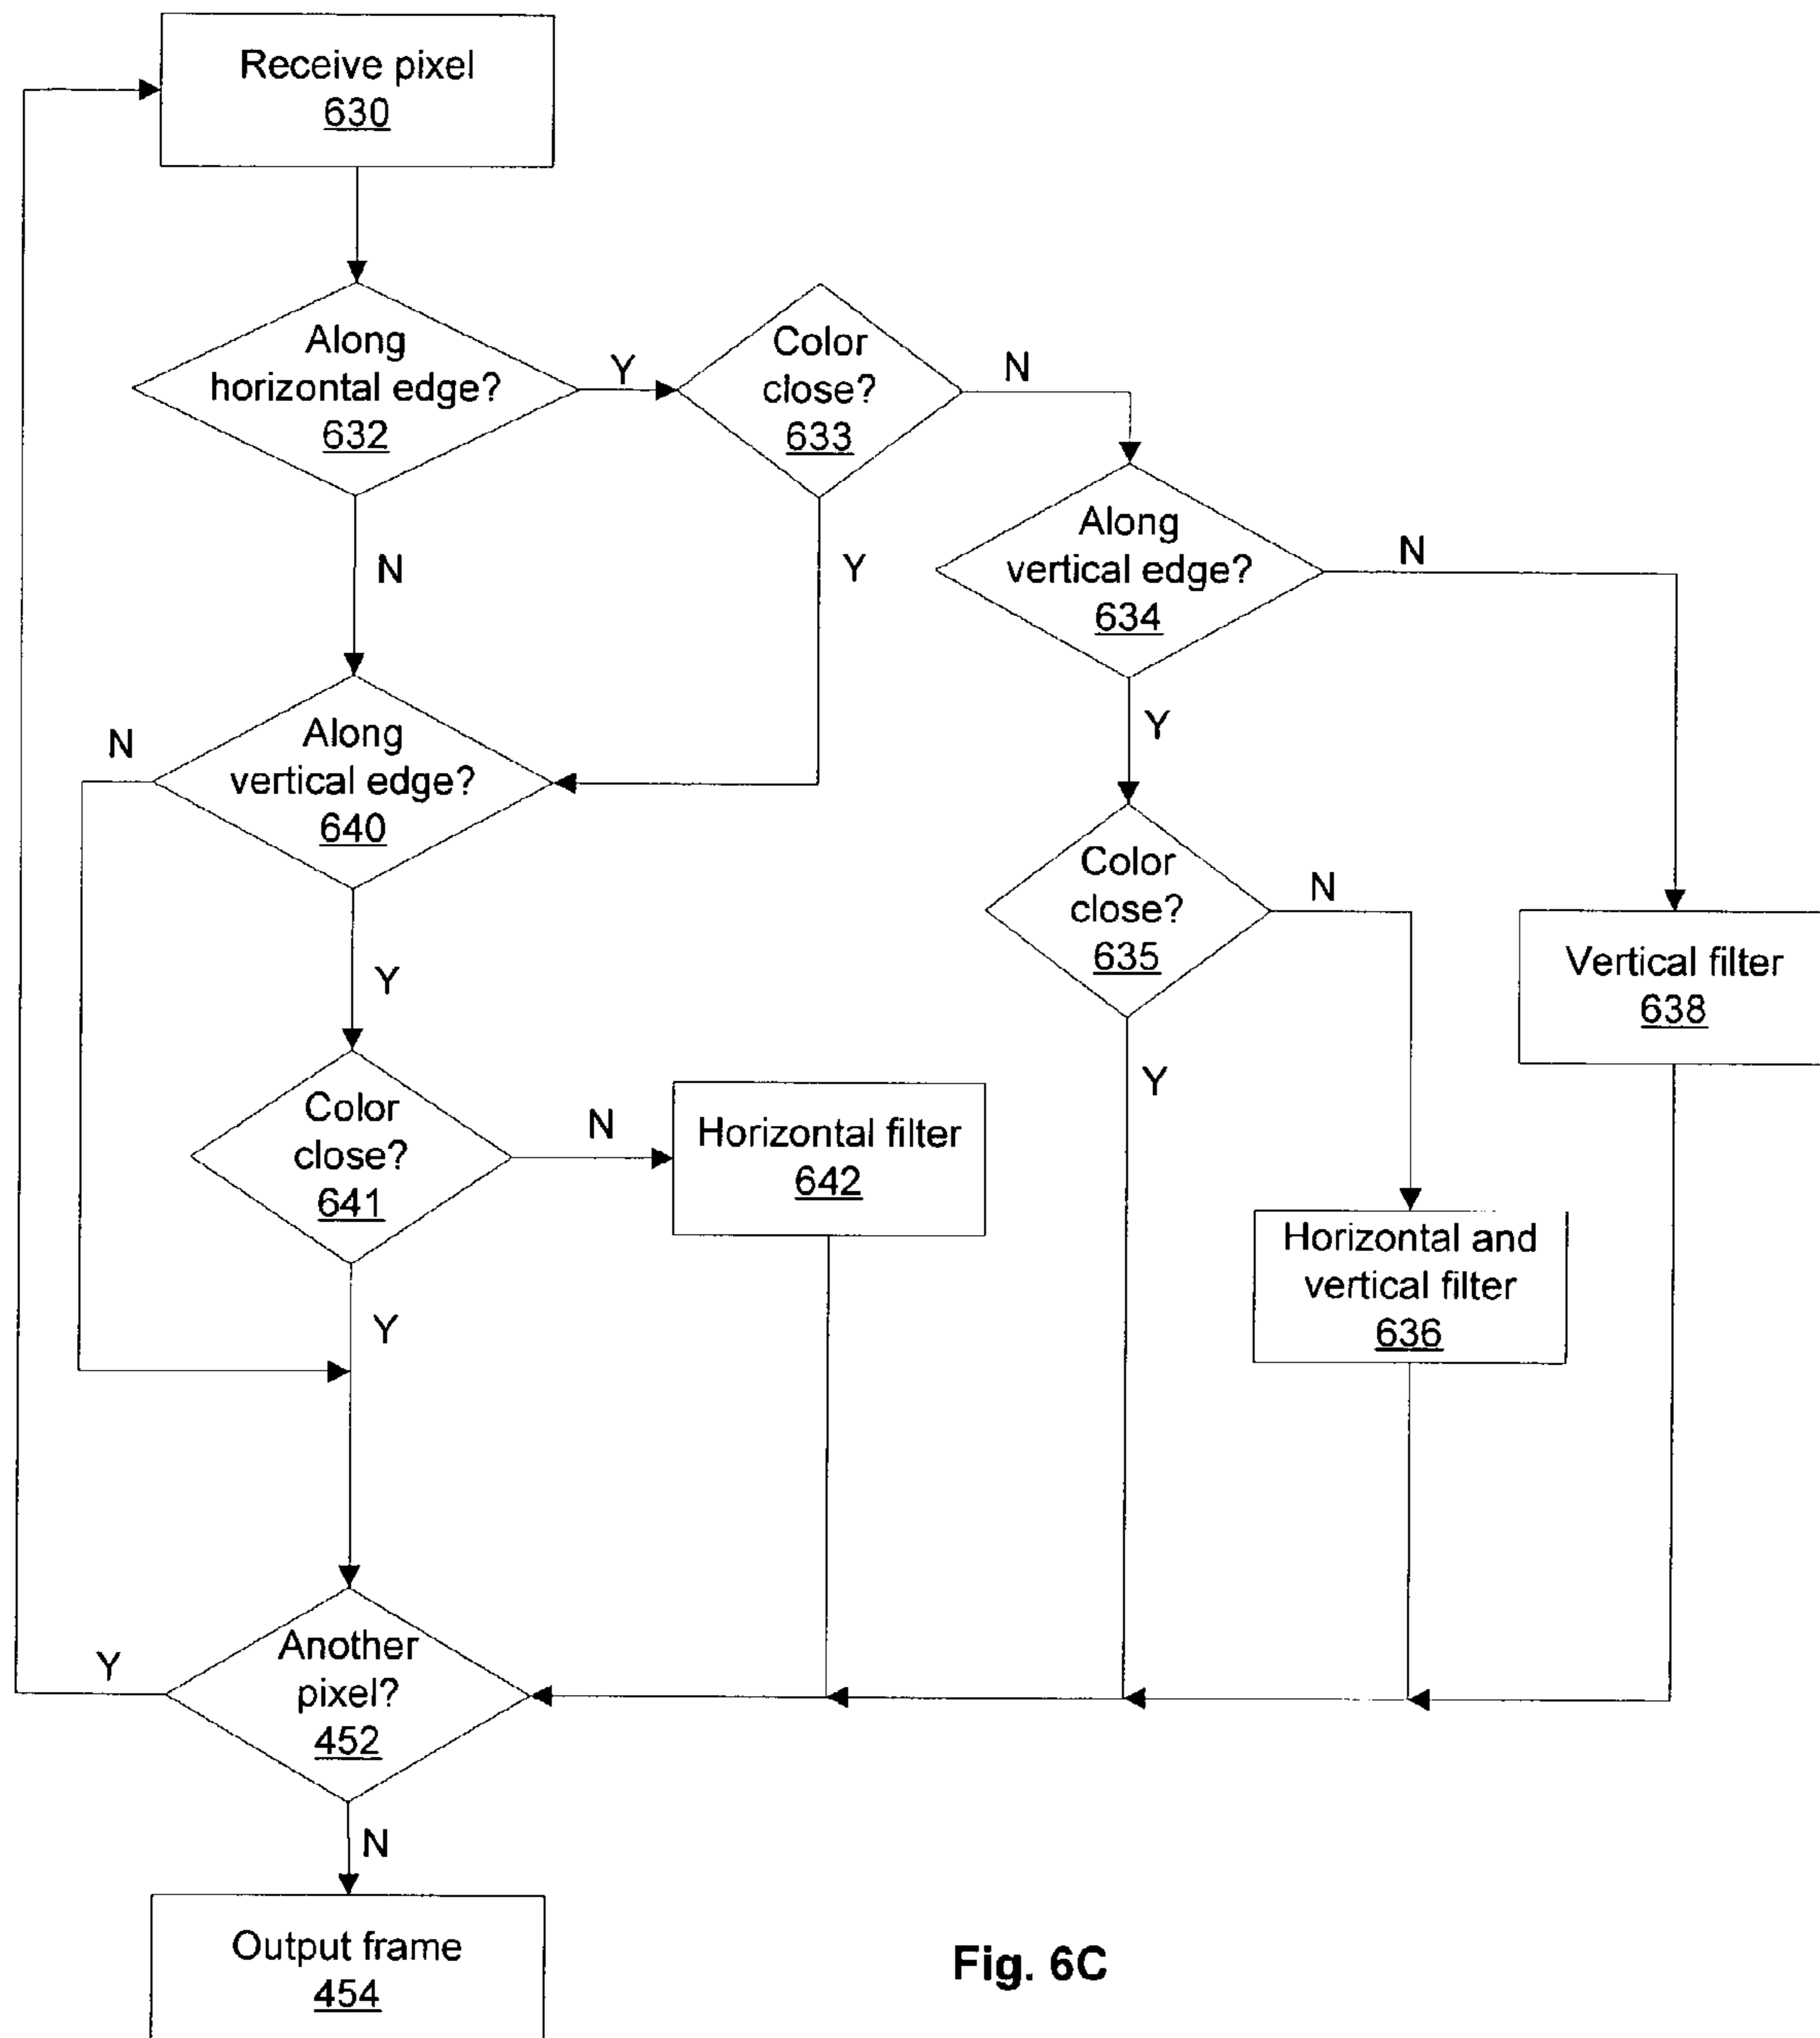 Receive pixel
630
Along
horizontal edge?
632
Y
Color
close?
633
N
N
Y
Along
vertical edge?
634
N
Y
Along
vertical edge?
640
N
Y
Color
close?
635
N
Y
Vertical filter
638
Color
close?
641
N
Y
Horizontal filter
642
Horizontal and
vertical filter
636
Another
pixel?
452
Y
N
Output frame
454
Fig. 6C